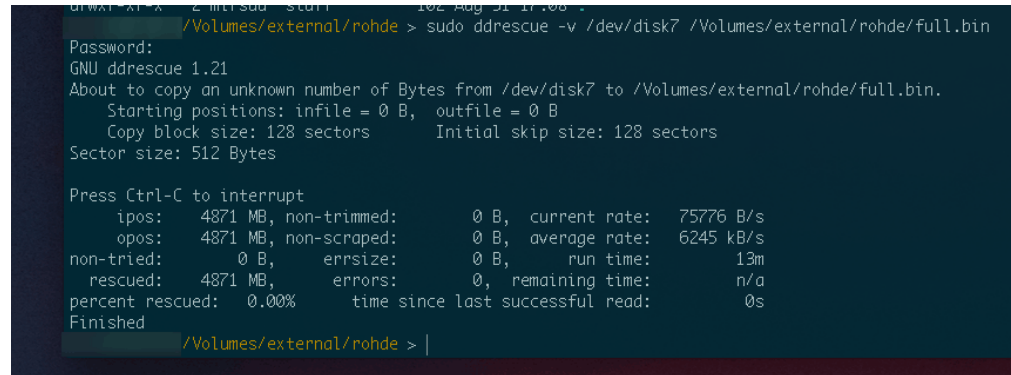 /Volumes/external/rohde > sudo ddrescue -v /dev/disk7 /Volumes/external/rohde/full.bin
Password:
GNU ddrescue 1.21
About to copy an unknown number of Bytes from /dev/disk7 to /Volumes/external/rohde/full.bin.
Starting positions: infile = 0 B, outfile = 0 B
Copy block size: 128 sectors Initial skip size: 128 sectors
Sector size: 512 Bytes
Press Ctrl-C to interrupt
ipos: 4871 MB, non-trimmed: 0 B, current rate: 75776 B/s
opos: 4871 MB, non-scraped: 0 B, average rate: 6245 kB/s
non-tried: 0 B, errsize: 0 B, run time: 13m
rescued: 4871 MB, errors: 0, remaining time: n/a
percent rescued: 0.00% time since last successful read: 0s
Finished
/Volumes/external/rohde >